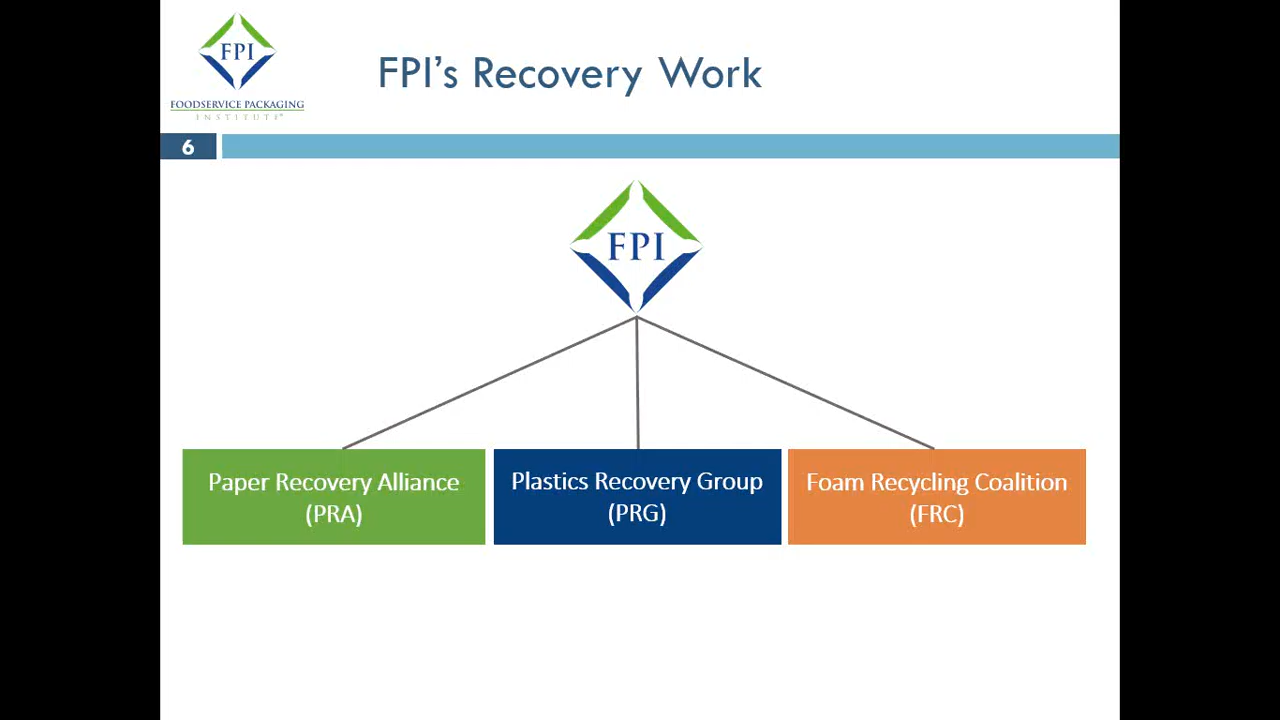 FPI
FOODSERVICE PACKAGING
INSTITUTE®
FPI's Recovery Work
6
FPI
Paper Recovery Alliance
(PRA)
Plastics Recovery Group
(PRG)
Foam Recycling Coalition
(FRC)